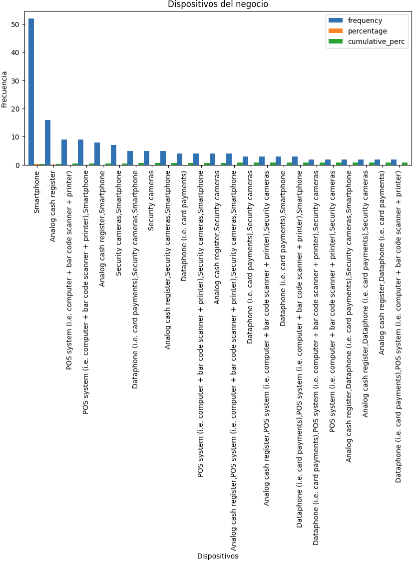 Dispositivos del negocio
frequency
percentage
cumulative_perc
Frecuencia
50
40
30
20
10
0
Smartphone
Analog cash register
POS system (i.e. computer + bar code scanner + printer)
POS system (i.e. computer + bar code scanner + printer),Smartphone
Analog cash register,Smartphone
Security cameras,Smartphone
Dataphone (i.e. card payments),Security cameras,Smartphone
Security cameras
Analog cash register,Security cameras,Smartphone
Dataphone (i.e. card payments)
POS system (i.e. computer + bar code scanner + printer),Security cameras,Smartphone
Analog cash register,Security cameras
Analog cash register,POS system (i.e. computer + bar code scanner + printer),Security cameras,Smartphone
Dataphone (i.e. card payments),Security cameras
Analog cash register,POS system (i.e. computer + bar code scanner + printer),Security cameras
Dataphone (i.e. card payments),Smartphone
Dataphone (i.e. card payments),POS system (i.e. computer + bar code scanner + printer),Smartphone
Dataphone (i.e. card payments),POS system (i.e. computer + bar code scanner + printer),Security cameras
POS system (i.e. computer + bar code scanner + printer),Security cameras
Analog cash register,Dataphone (i.e. card payments),Security cameras,Smartphone
Analog cash register,Dataphone (i.e. card payments),Security cameras
Analog cash register,Dataphone (i.e. card payments)
Dataphone (i.e. card payments),POS system (i.e. computer + bar code scanner + printer)
Dispositivos